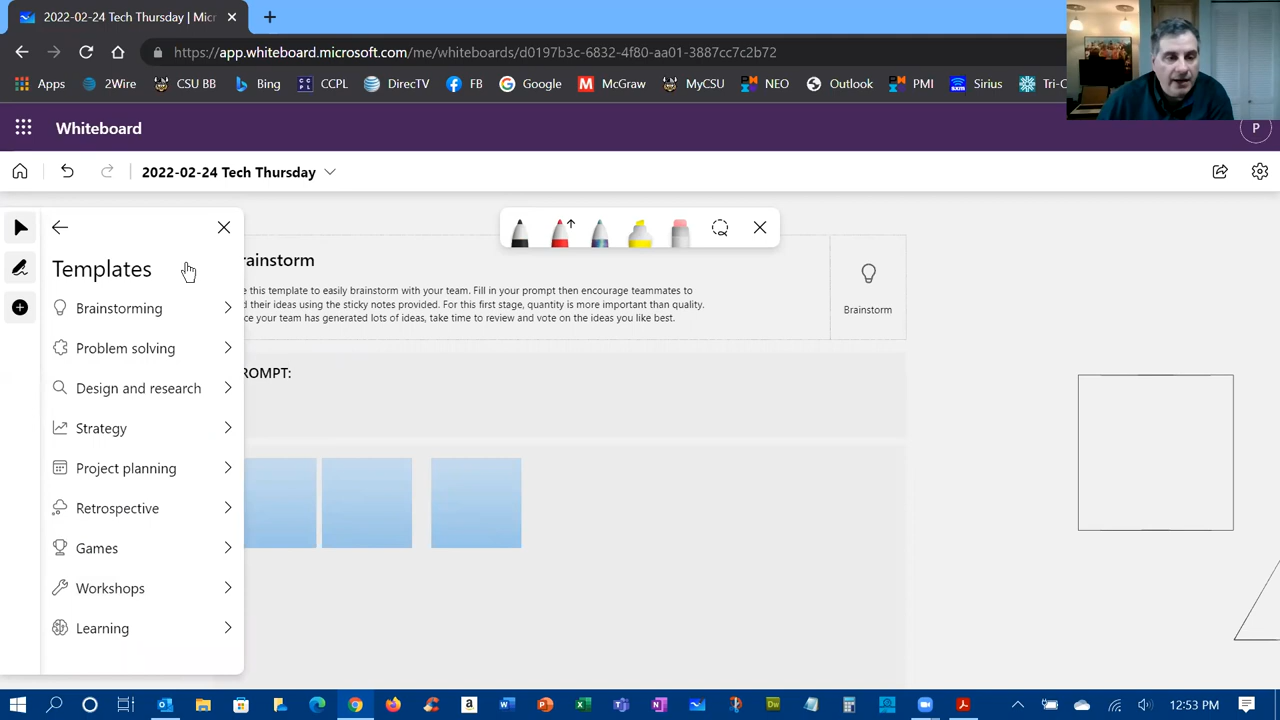 2022-02-24 Tech Thursday | Micr
https://app.whiteboard.microsoft.com/me/whiteboards/d0197b3c-6832-4f80-aa01-3887cc7c2b72
Apps 2Wire CSU BB Bing CCPL DirecTV FB Google McGraw MyCSU NEO Outlook PMI Sirius Tri-C
Whiteboard
P
2022-02-24 Tech Thursday
Templates
Brainstorming
Problem solving
Design and research
Strategy
Project planning
Retrospective
Games
Workshops
Learning
rainstorm
e this template to easily brainstorm with your team. Fill in your prompt then encourage teammates to
d their ideas using the sticky notes provided. For this first stage, quantity is more important than quality.
ce your team has generated lots of ideas, take time to review and vote on the ideas you like best.
Brainstorm
OMPT:
12:53 PM